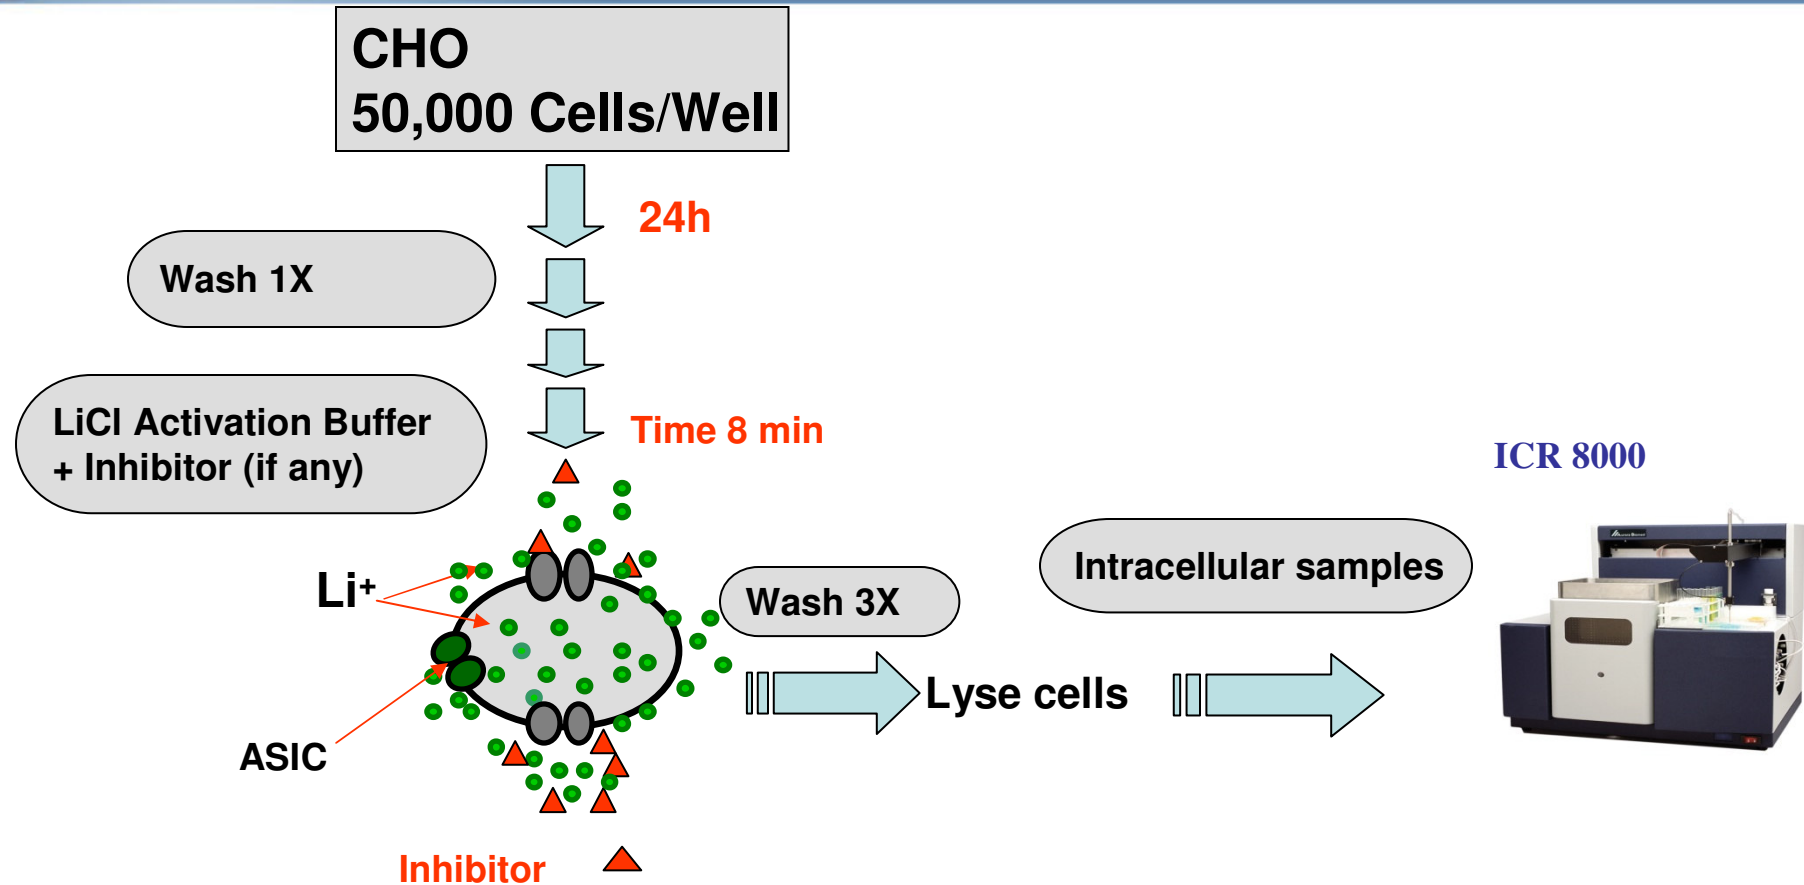 CHO
50,000 Cells/Well
24h
Wash 1X
LiCl Activation Buffer
+ Inhibitor (if any)
Time 8 min
ICR 8000
Li+
Wash 3X
Intracellular samples
Lyse cells
ASIC
Inhibitor